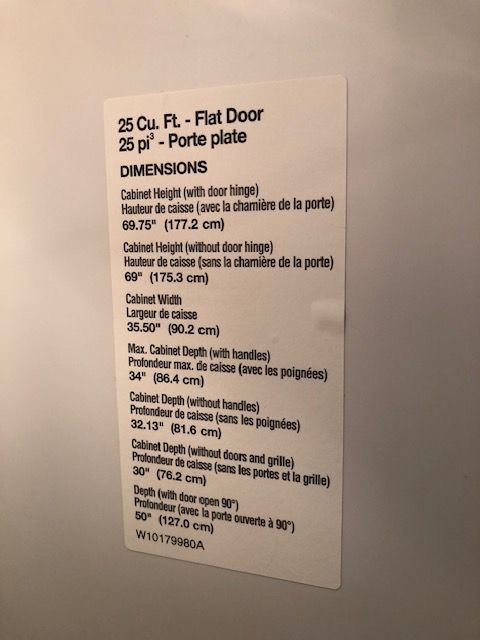 25 Cu. Ft. - Flat Door
25 pi³ - Porte plate
DIMENSIONS
Cabinet Height (with door hinge)
Hauteur de caisse (avec la charnière de la porte)
69.75" (177.2 cm)
Cabinet Height (without door hinge)
Hauteur de caisse (sans la charnière de la porte)
69" (175.3 cm)
Cabinet Width
Largeur de caisse
35.50" (90.2 cm)
Max. Cabinet Depth (with handles)
Profondeur max. de caisse (avec les poignées)
34" (86.4 cm)
Cabinet Depth (without handles)
Profondeur de caisse (sans les poignées)
32.13" (81.6 cm)
Cabinet Depth (without doors and grille)
Profondeur de caisse (sans les portes et la grille)
30" (76.2 cm)
Depth (with door open 90°)
Profondeur (avec la porte ouverte à 90°)
50" (127.0 cm)
W10179980A